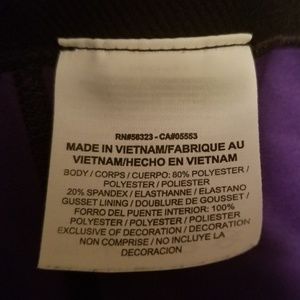 RN#56323 - CA#05553
MADE IN VIETNAM/FABRIQUE AU
VIETNAM/HECHO EN VIETNAM
BODY / CORPS / CUERPO: 80% POLYESTER /
POLYESTER / POLIESTER
20% SPANDEX / ELASTHANNE / ELASTANO
GUSSET LINING / DOUBLURE DE GOUSSET /
FORRO DEL PUENTE INTERIOR: 100%
POLYESTER / POLYESTER / POLIESTER
EXCLUSIVE OF DECORATION / DECORATION
NON COMPRISE / NO INCLUYE LA
DECORACION